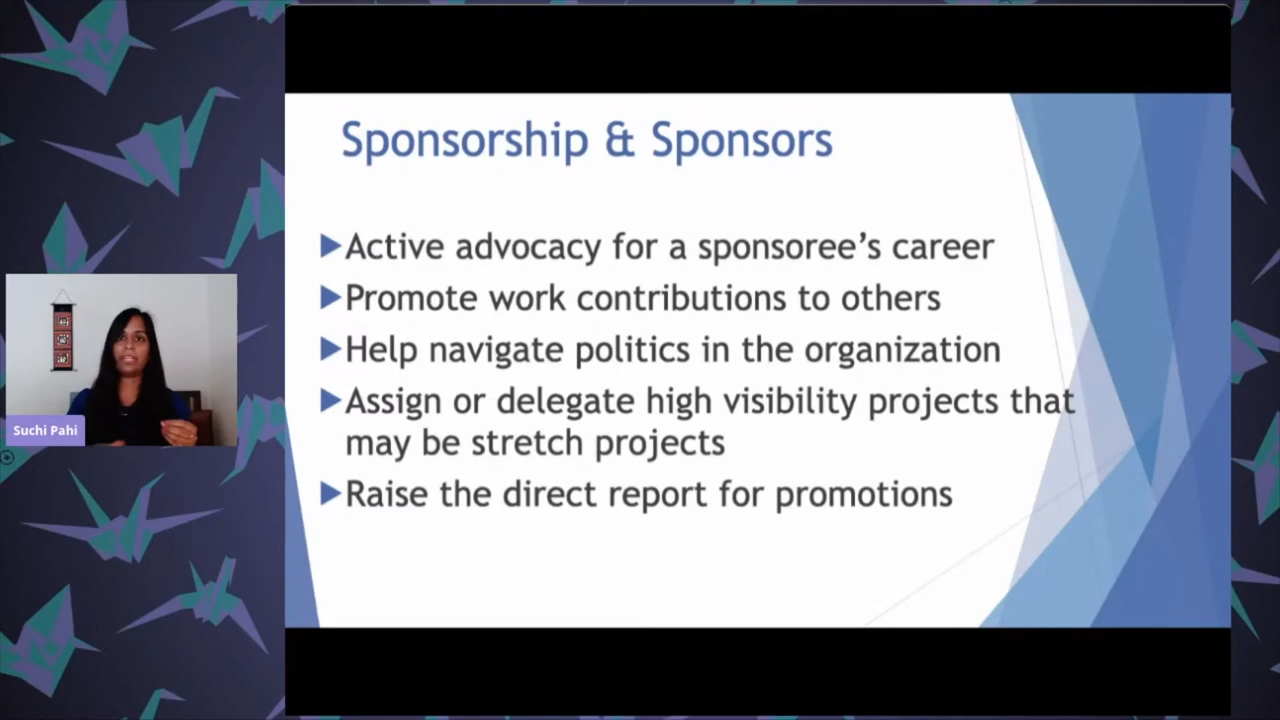 Sponsorship & Sponsors
Active advocacy for a sponsoree’s career
Promote work contributions to others
Help navigate politics in the organization
Assign or delegate high visibility projects that
may be stretch projects
Raise the direct report for promotions
Suchi Pahi